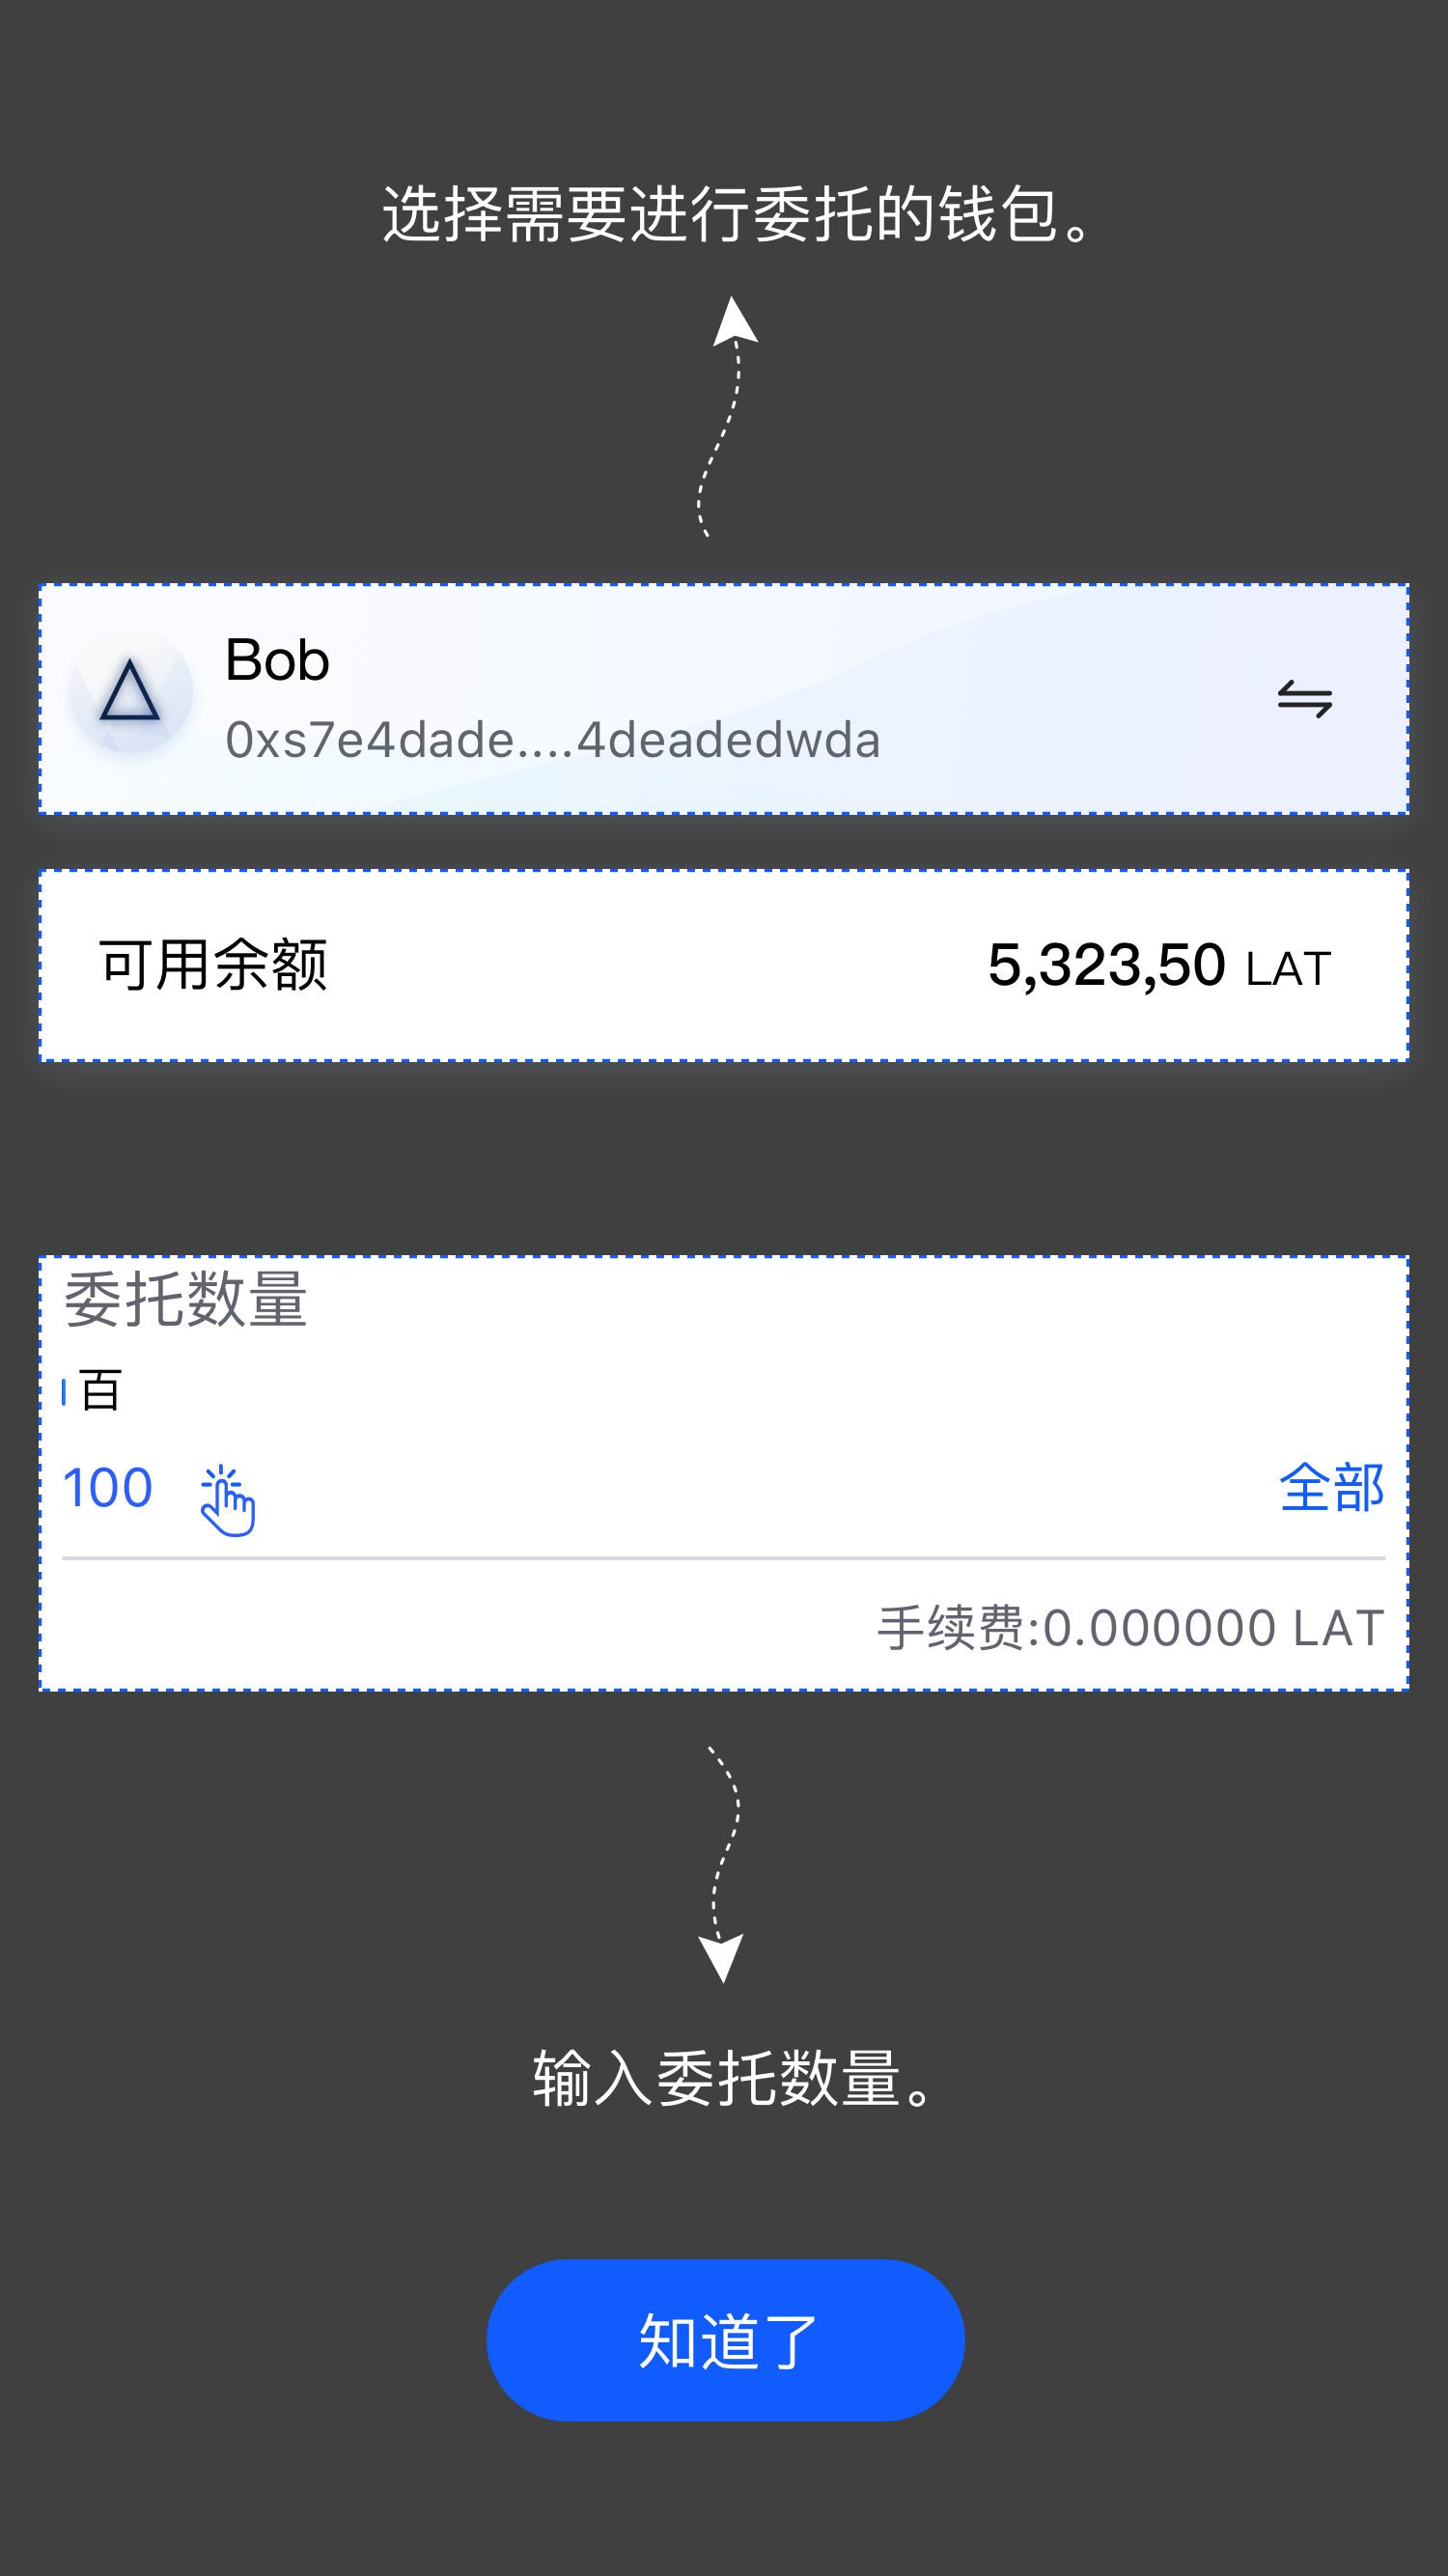 选择需要进行委托的钱包。
Bob
0xs7e4dade....4deadedwda
可用余额 5,323,50 LAT
委托数量
百
100 全部
手续费:0.000000 LAT
输入委托数量。
知道了